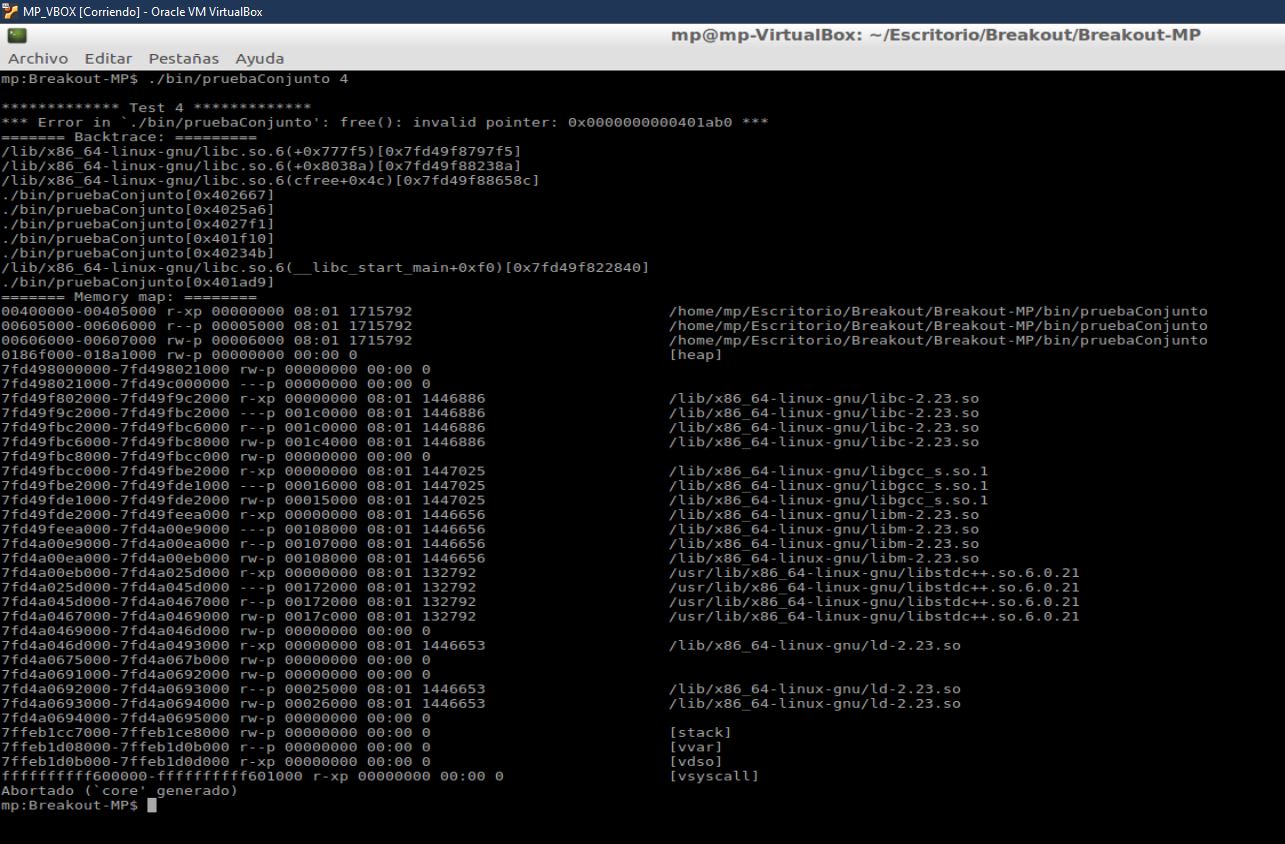 MP_VBOX [Corriendo] - Oracle VM VirtualBox
mp@mp-VirtualBox: ~/Escritorio/Breakout/Breakout-MP
Archivo Editar Pestañas Ayuda
mp:Breakout-MP$ ./bin/pruebaConjunto 4
************* Test 4 *************
*** Error in `./bin/pruebaConjunto': free(): invalid pointer: 0x0000000000401ab0 ***
======= Backtrace: =========
/lib/x86_64-linux-gnu/libc.so.6(+0x777f5)[0x7fd49f8797f5]
/lib/x86_64-linux-gnu/libc.so.6(+0x8038a)[0x7fd49f88238a]
/lib/x86_64-linux-gnu/libc.so.6(cfree+0x4c)[0x7fd49f88658c]
./bin/pruebaConjunto[0x402667]
./bin/pruebaConjunto[0x4025a6]
./bin/pruebaConjunto[0x4027f1]
./bin/pruebaConjunto[0x401f10]
./bin/pruebaConjunto[0x40234b]
/lib/x86_64-linux-gnu/libc.so.6(__libc_start_main+0xf0)[0x7fd49f822840]
./bin/pruebaConjunto[0x401ad9]
======= Memory map: ========
00400000-00405000 r-xp 00000000 08:01 1715792 /home/mp/Escritorio/Breakout/Breakout-MP/bin/pruebaConjunto
00605000-00606000 r--p 00005000 08:01 1715792 /home/mp/Escritorio/Breakout/Breakout-MP/bin/pruebaConjunto
00606000-00607000 rw-p 00006000 08:01 1715792 /home/mp/Escritorio/Breakout/Breakout-MP/bin/pruebaConjunto
0186f000-018a1000 rw-p 00000000 00:00 0 [heap]
7fd498000000-7fd498021000 rw-p 00000000 00:00 0
7fd498021000-7fd49c000000 ---p 00000000 00:00 0
7fd49f802000-7fd49f9c2000 r-xp 00000000 08:01 1446886 /lib/x86_64-linux-gnu/libc-2.23.so
7fd49f9c2000-7fd49fbc2000 ---p 001c0000 08:01 1446886 /lib/x86_64-linux-gnu/libc-2.23.so
7fd49fbc2000-7fd49fbc6000 r--p 001c0000 08:01 1446886 /lib/x86_64-linux-gnu/libc-2.23.so
7fd49fbc6000-7fd49fbc8000 rw-p 001c4000 08:01 1446886 /lib/x86_64-linux-gnu/libc-2.23.so
7fd49fbc8000-7fd49fbcc000 rw-p 00000000 00:00 0
7fd49fbcc000-7fd49fbe2000 r-xp 00000000 08:01 1447025 /lib/x86_64-linux-gnu/libgcc_s.so.1
7fd49fbe2000-7fd49fde1000 ---p 00016000 08:01 1447025 /lib/x86_64-linux-gnu/libgcc_s.so.1
7fd49fde1000-7fd49fde2000 rw-p 00015000 08:01 1447025 /lib/x86_64-linux-gnu/libgcc_s.so.1
7fd49fde2000-7fd49feea000 r-xp 00000000 08:01 1446656 /lib/x86_64-linux-gnu/libm-2.23.so
7fd49feea000-7fd4a00e9000 ---p 00108000 08:01 1446656 /lib/x86_64-linux-gnu/libm-2.23.so
7fd4a00e9000-7fd4a00ea000 r--p 00107000 08:01 1446656 /lib/x86_64-linux-gnu/libm-2.23.so
7fd4a00ea000-7fd4a00eb000 rw-p 00108000 08:01 1446656 /lib/x86_64-linux-gnu/libm-2.23.so
7fd4a00eb000-7fd4a025d000 r-xp 00000000 08:01 132792 /usr/lib/x86_64-linux-gnu/libstdc++.so.6.0.21
7fd4a025d000-7fd4a045d000 ---p 00172000 08:01 132792 /usr/lib/x86_64-linux-gnu/libstdc++.so.6.0.21
7fd4a045d000-7fd4a0467000 r--p 00172000 08:01 132792 /usr/lib/x86_64-linux-gnu/libstdc++.so.6.0.21
7fd4a0467000-7fd4a0469000 rw-p 0017c000 08:01 132792 /usr/lib/x86_64-linux-gnu/libstdc++.so.6.0.21
7fd4a0469000-7fd4a046d000 rw-p 00000000 00:00 0
7fd4a046d000-7fd4a0493000 r-xp 00000000 08:01 1446653 /lib/x86_64-linux-gnu/ld-2.23.so
7fd4a0675000-7fd4a067b000 rw-p 00000000 00:00 0
7fd4a0691000-7fd4a0692000 rw-p 00000000 00:00 0
7fd4a0692000-7fd4a0693000 r--p 00025000 08:01 1446653 /lib/x86_64-linux-gnu/ld-2.23.so
7fd4a0693000-7fd4a0694000 rw-p 00026000 08:01 1446653 /lib/x86_64-linux-gnu/ld-2.23.so
7fd4a0694000-7fd4a0695000 rw-p 00000000 00:00 0
7ffeb1cc7000-7ffeb1ce8000 rw-p 00000000 00:00 0 [stack]
7ffeb1d08000-7ffeb1d0b000 r--p 00000000 00:00 0 [vvar]
7ffeb1d0b000-7ffeb1d0d000 r-xp 00000000 00:00 0 [vdso]
ffffffffff600000-ffffffffff601000 r-xp 00000000 00:00 0 [vsyscall]
Abortado (`core' generado)
mp:Breakout-MP$